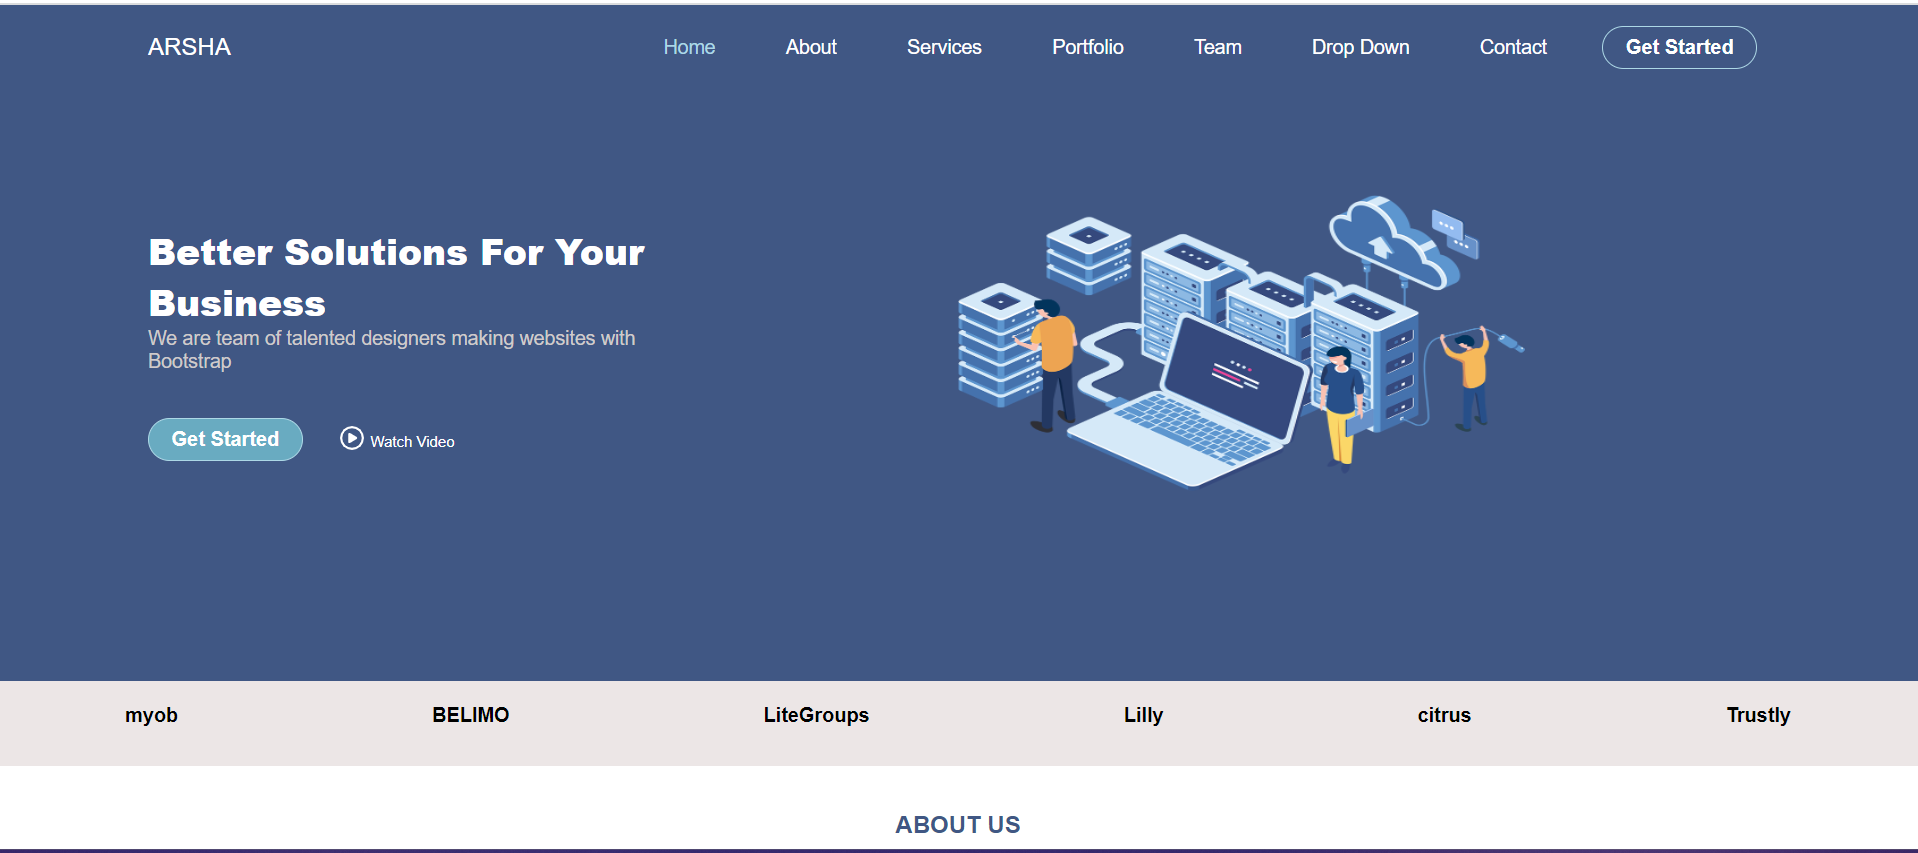 ARSHA Home About Services Portfolio Team Drop Down Contact Get Started
Better Solutions For Your
Business
We are team of talented designers making websites with
Bootstrap
Get Started Watch Video
myob BELIMO LiteGroups Lilly citrus Trustly
ABOUT US